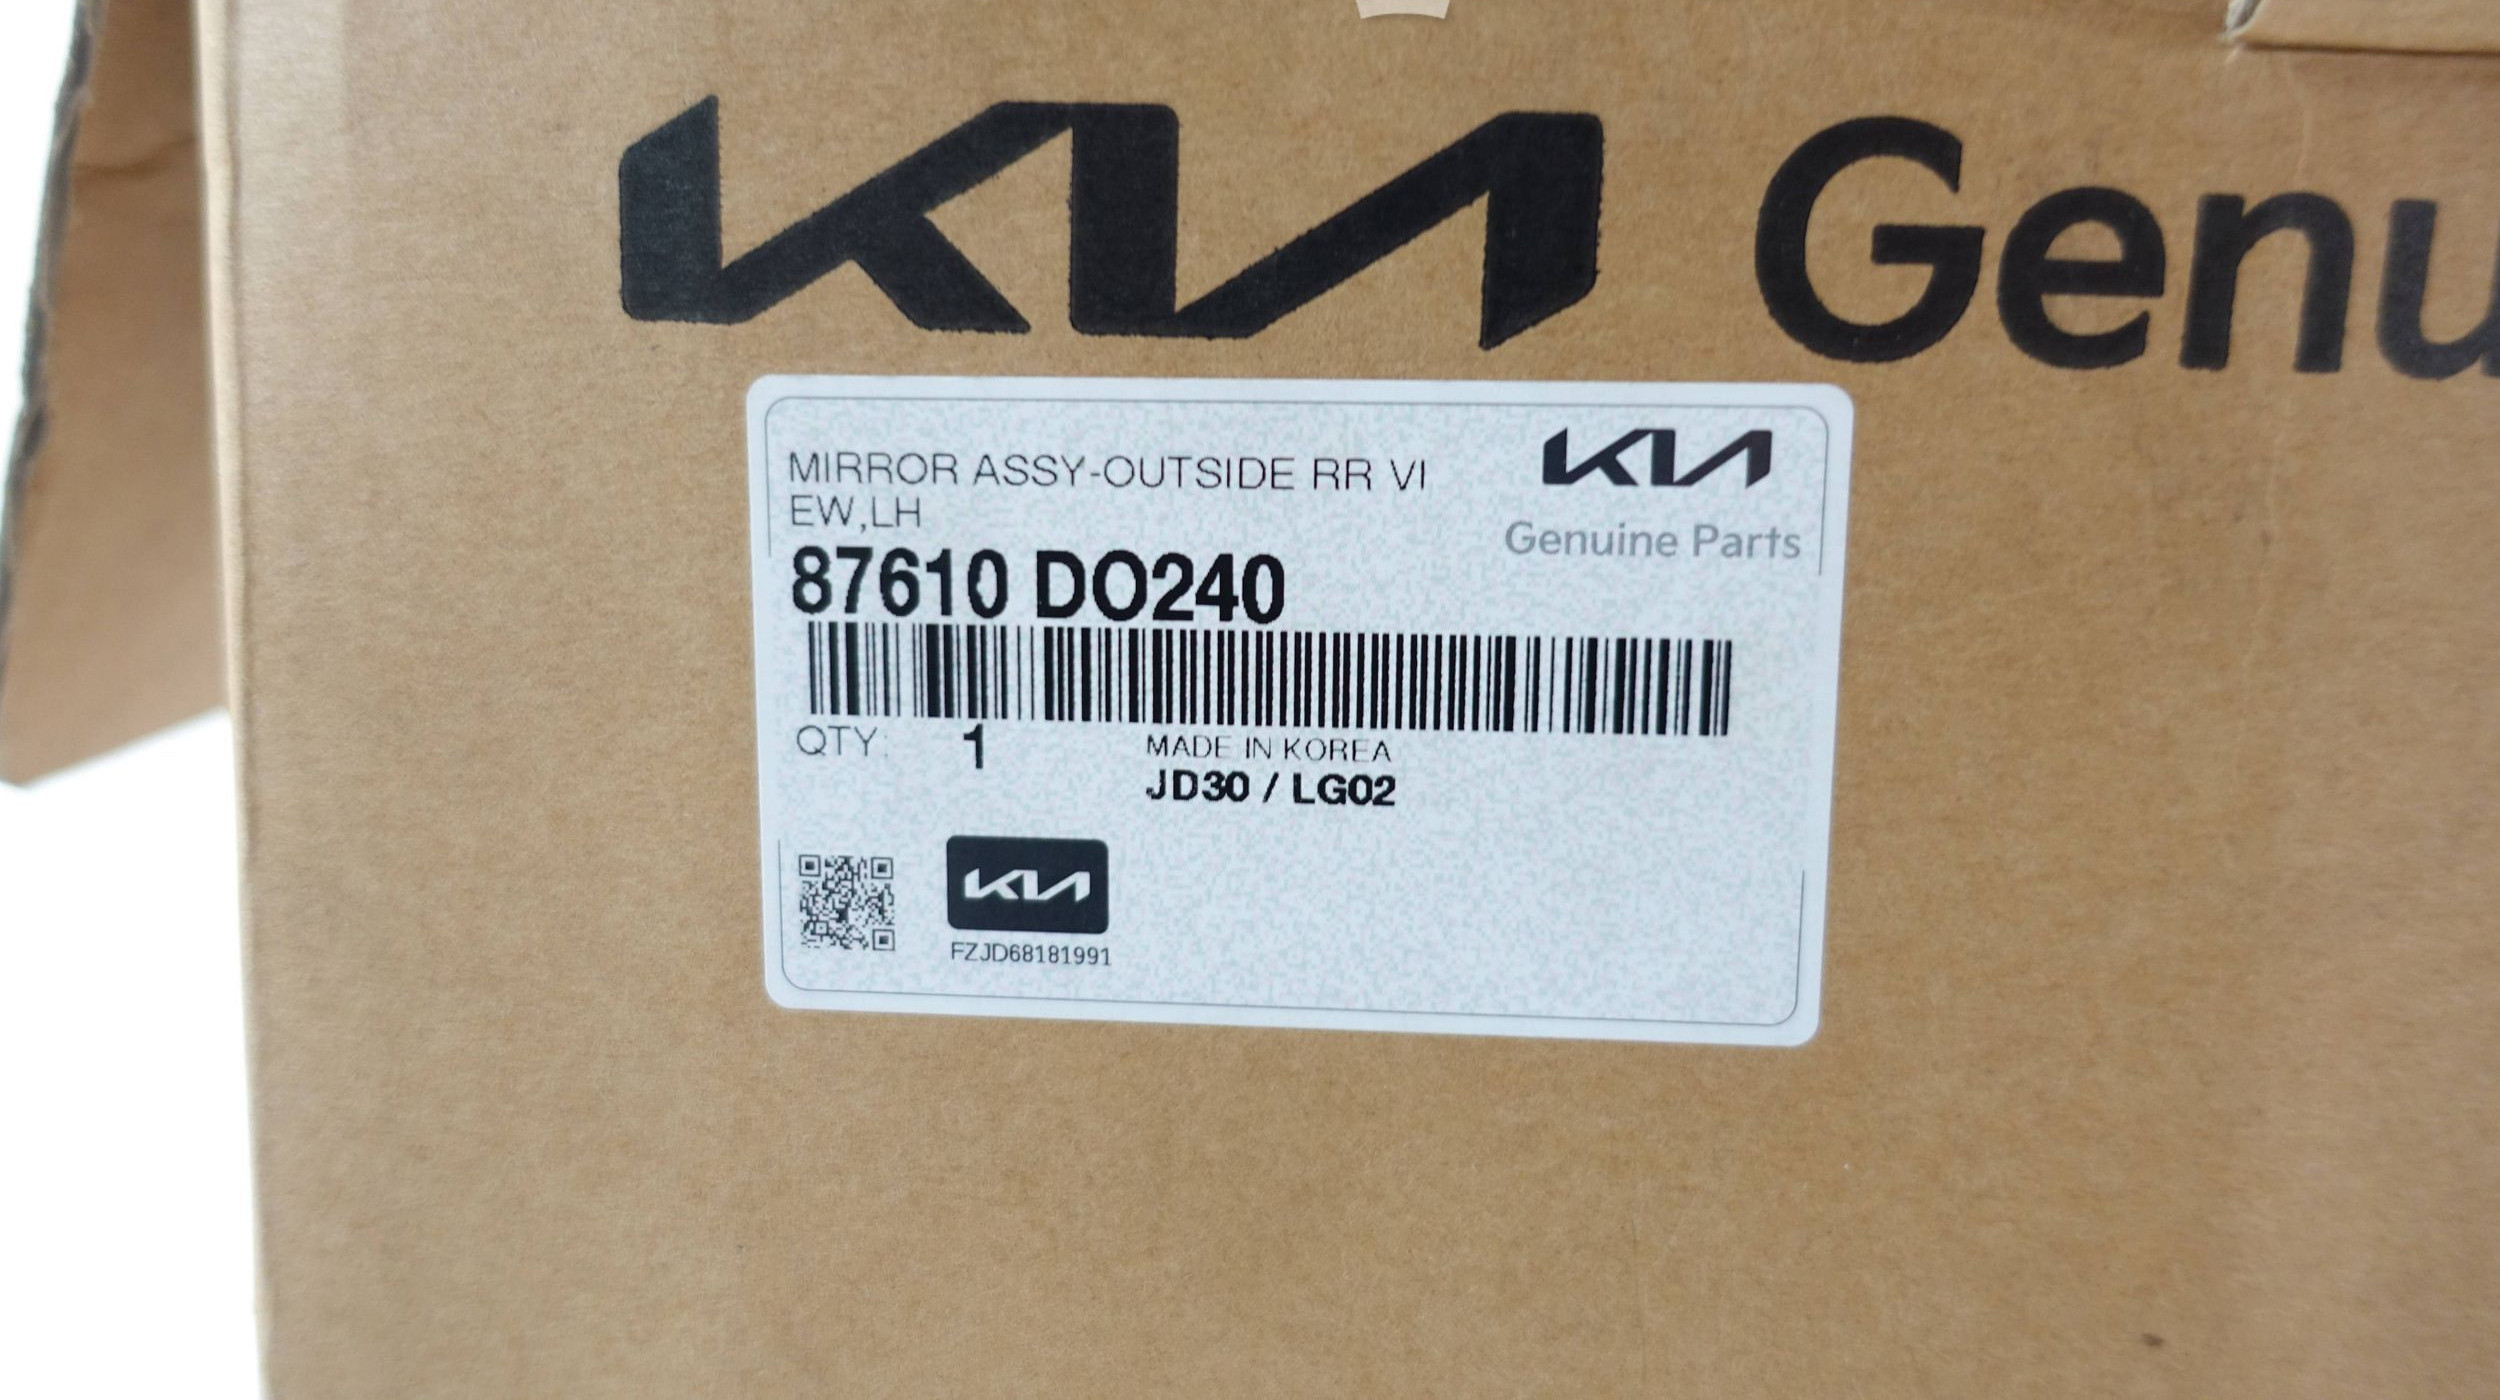 KIA Genu
MIRROR ASSY-OUTSIDE RR VI
EW,LH
KIA
Genuine Parts
87610 DO240
QTY: 1
MADE IN KOREA
JD30 / LG02
KIA
FZJD68181991